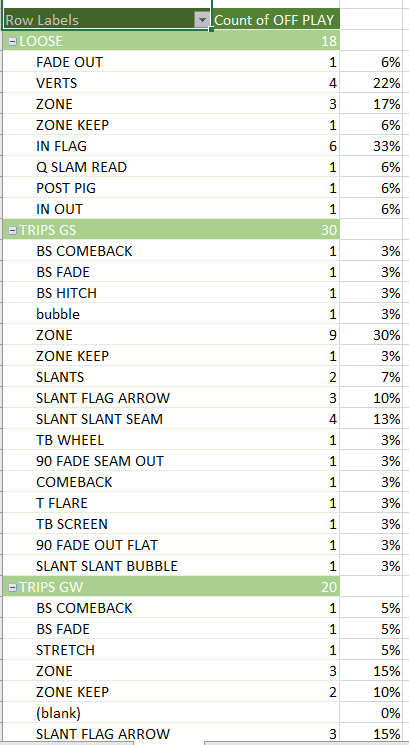 Row Labels Count of OFF PLAY
LOOSE 18
FADE OUT 1 6%
VERTS 4 22%
ZONE 3 17%
ZONE KEEP 1 6%
IN FLAG 6 33%
Q SLAM READ 1 6%
POST PIG 1 6%
IN OUT 1 6%
TRIPS GS 30
BS COMEBACK 1 3%
BS FADE 1 3%
BS HITCH 1 3%
bubble 1 3%
ZONE 9 30%
ZONE KEEP 1 3%
SLANTS 2 7%
SLANT FLAG ARROW 3 10%
SLANT SLANT SEAM 4 13%
TB WHEEL 1 3%
90 FADE SEAM OUT 1 3%
COMEBACK 1 3%
T FLARE 1 3%
TB SCREEN 1 3%
90 FADE OUT FLAT 1 3%
SLANT SLANT BUBBLE 1 3%
TRIPS GW 20
BS COMEBACK 1 5%
BS FADE 1 5%
STRETCH 1 5%
ZONE 3 15%
ZONE KEEP 2 10%
(blank) 0%
SLANT FLAG ARROW 3 15%